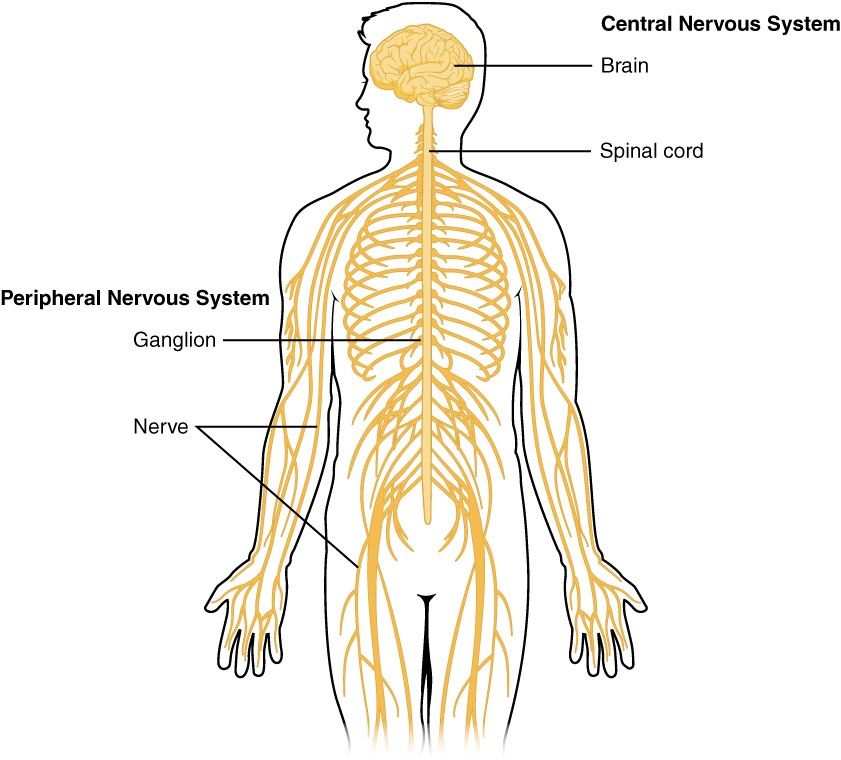 Central Nervous System
Brain
Spinal cord
Peripheral Nervous System
Ganglion
Nerve